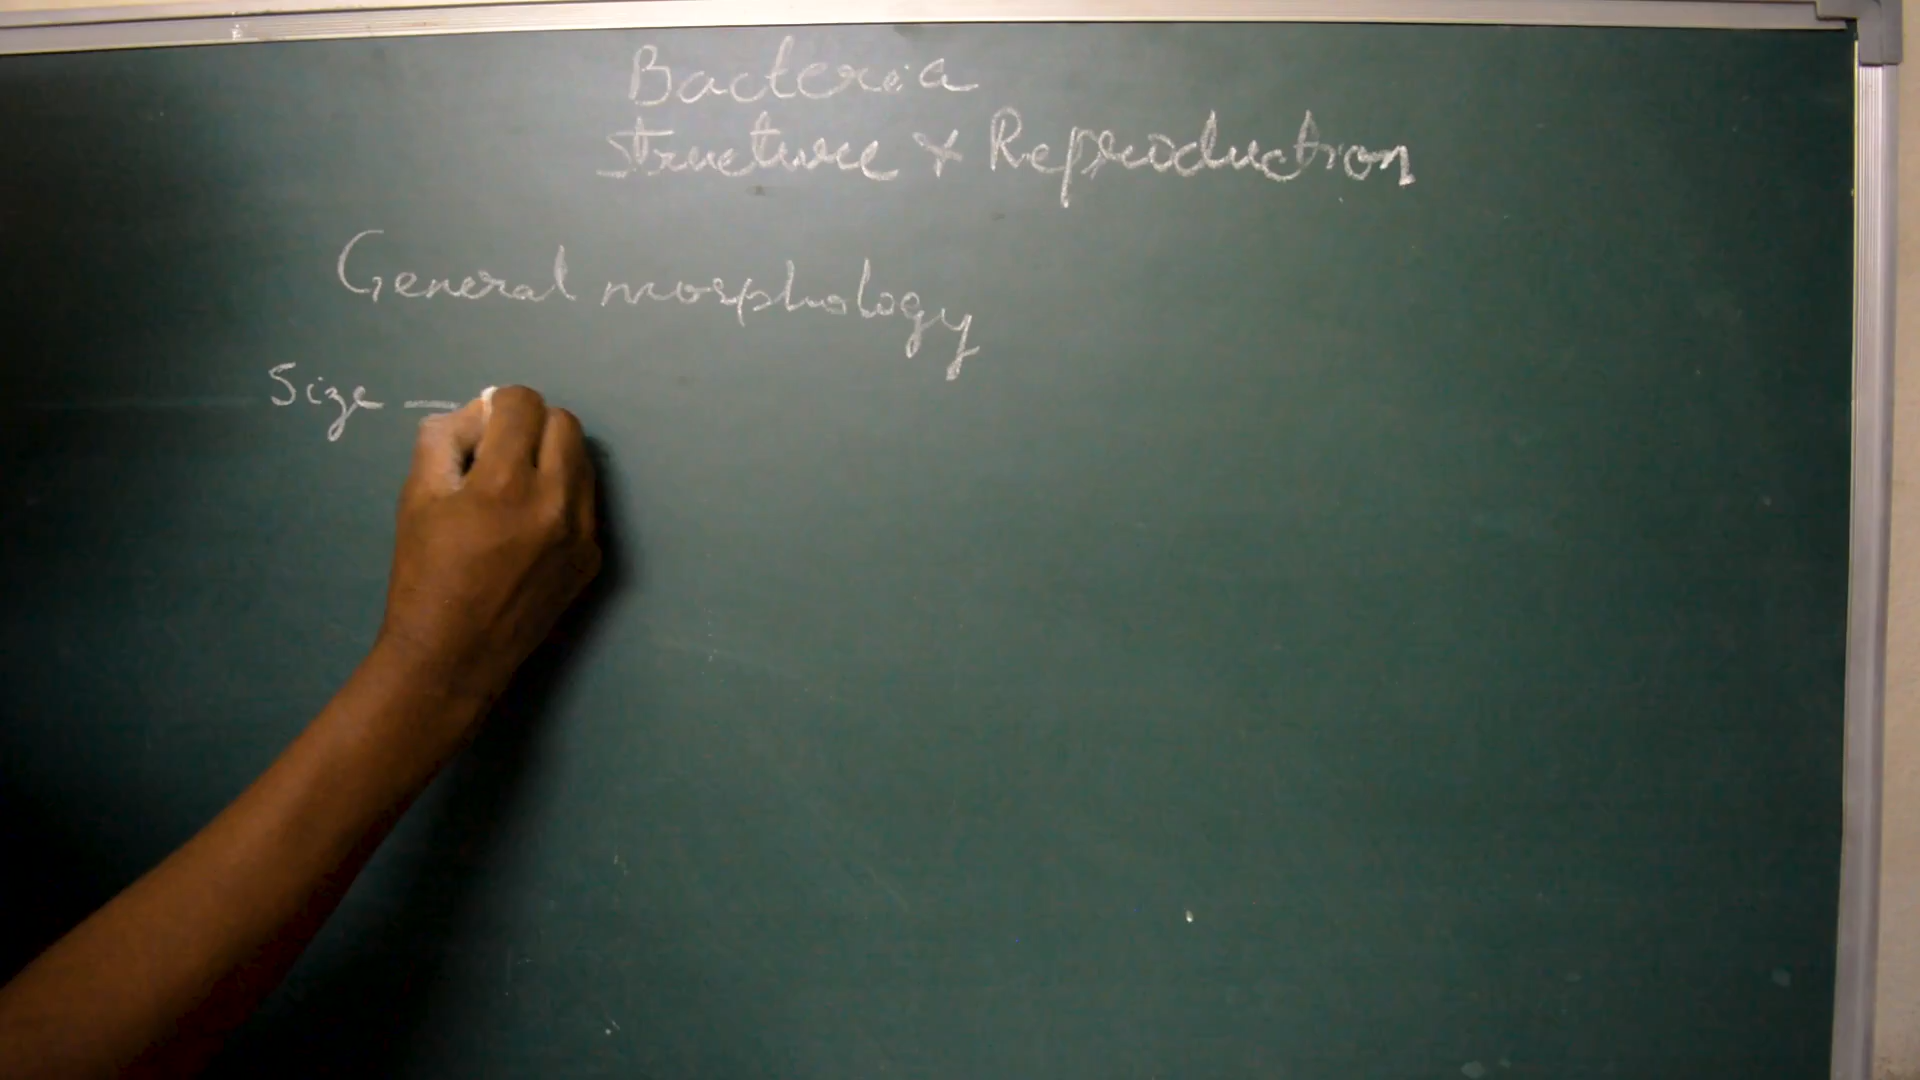 Bacteria
Structure & Reproduction
General morphology
Size —